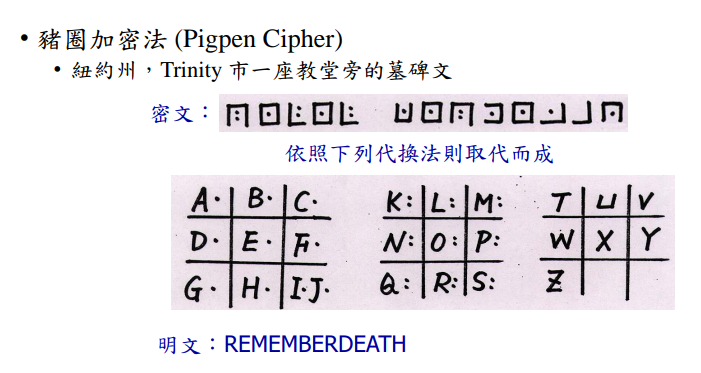 • 豬圈加密法 (Pigpen Cipher)
• 紐約州，Trinity 市一座教堂旁的墓碑文
密文：
依照下列代換法則取代而成
A· B· C· K: L: M: T U V
D· E· F· N: O: P: W X Y
G· H· I·J· Q: R: S: Z
明文：REMEMBERDEATH